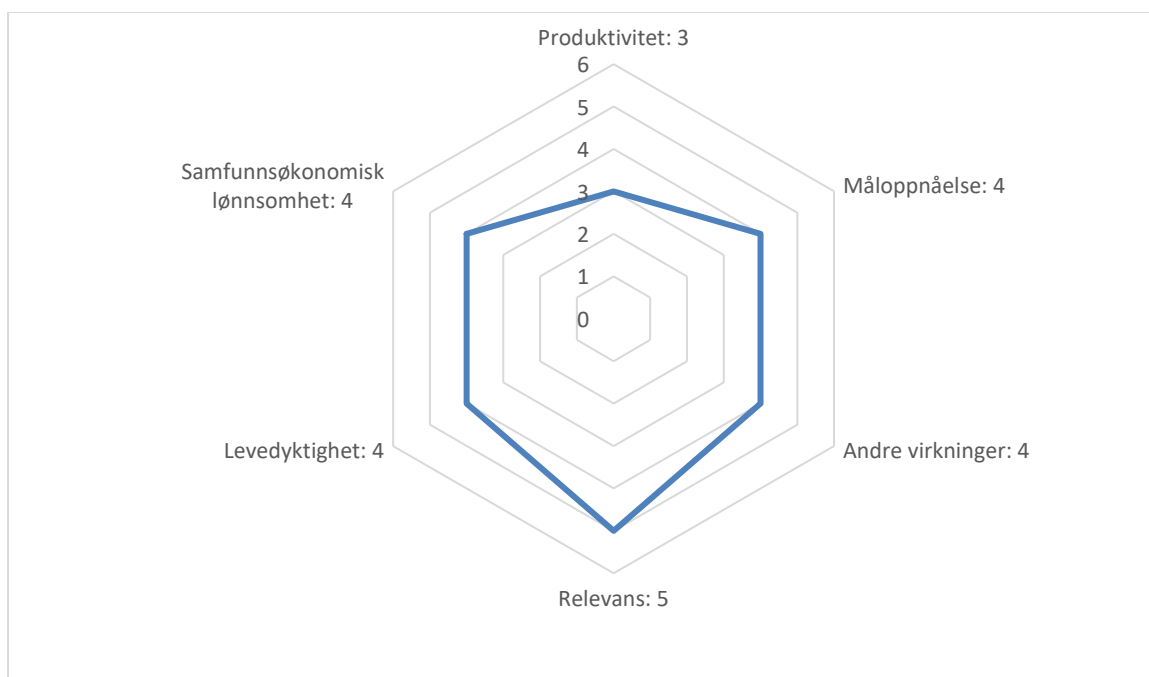 Produktivitet: 3
6
5
4
3
2
1
0
Samfunnsøkonomisk
lønnsomhet: 4
Måloppnåelse: 4
Levedyktighet: 4
Andre virkninger: 4
Relevans: 5